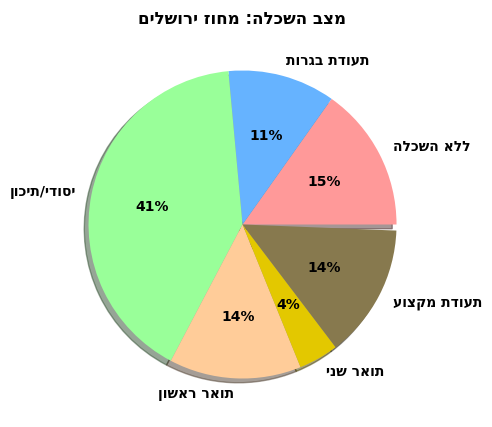 מצב השכלה: מחוז ירושלים
תעודת בגרות
11%
ללא השכלה
15%
יסודי/תיכון
41%
14%
תעודת מקצוע
4%
14%
תואר שני
תואר ראשון